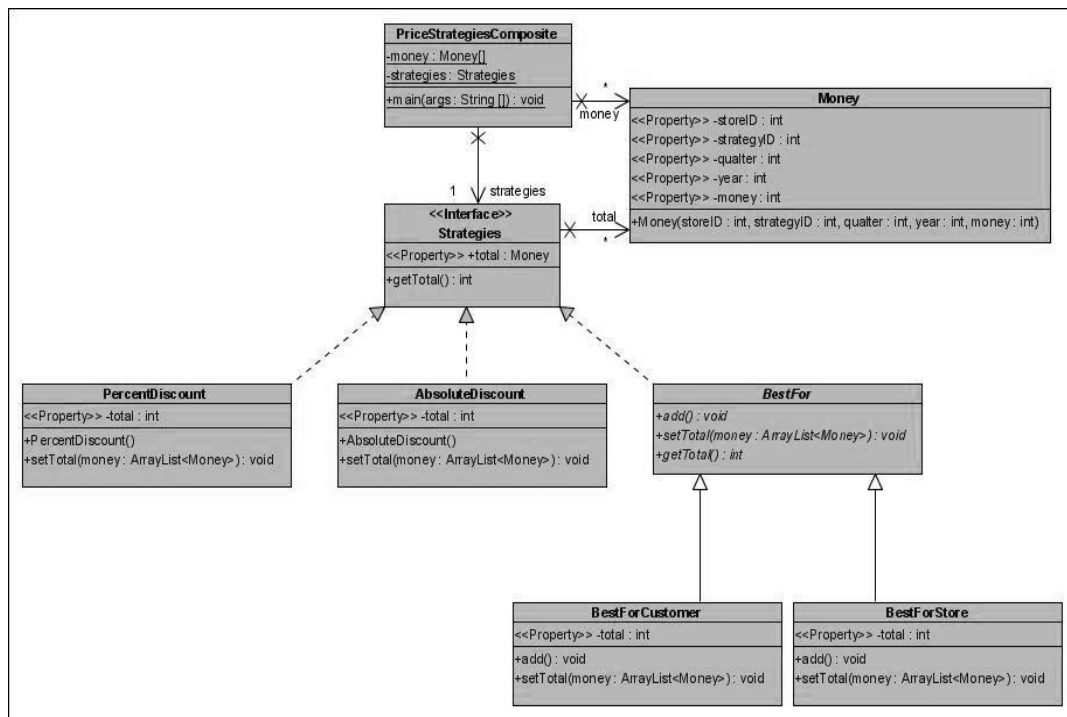 PriceStrategiesComposite
-money : Money[]
-strategies : Strategies
+main(args : String []) : void
*
money
Money
<<Property>> -storeID : int
<<Property>> -strategyID : int
<<Property>> -qualter : int
<<Property>> -year : int
<<Property>> -money : int
+Money(storeID : int, strategyID : int, qualter : int, year : int, money : int)
1 strategies
<<Interface>>
Strategies
<<Property>> +total : Money
+getTotal() : int
total
*
PercentDiscount
<<Property>> -total : int
+PercentDiscount()
+setTotal(money : ArrayList<Money>) : void
AbsoluteDiscount
<<Property>> -total : int
+AbsoluteDiscount()
+setTotal(money : ArrayList<Money>) : void
BestFor
+add() : void
+setTotal(money : ArrayList<Money>) : void
+getTotal() : int
BestForCustomer
<<Property>> -total : int
+add() : void
+setTotal(money : ArrayList<Money>) : void
BestForStore
<<Property>> -total : int
+add() : void
+setTotal(money : ArrayList<Money>) : void